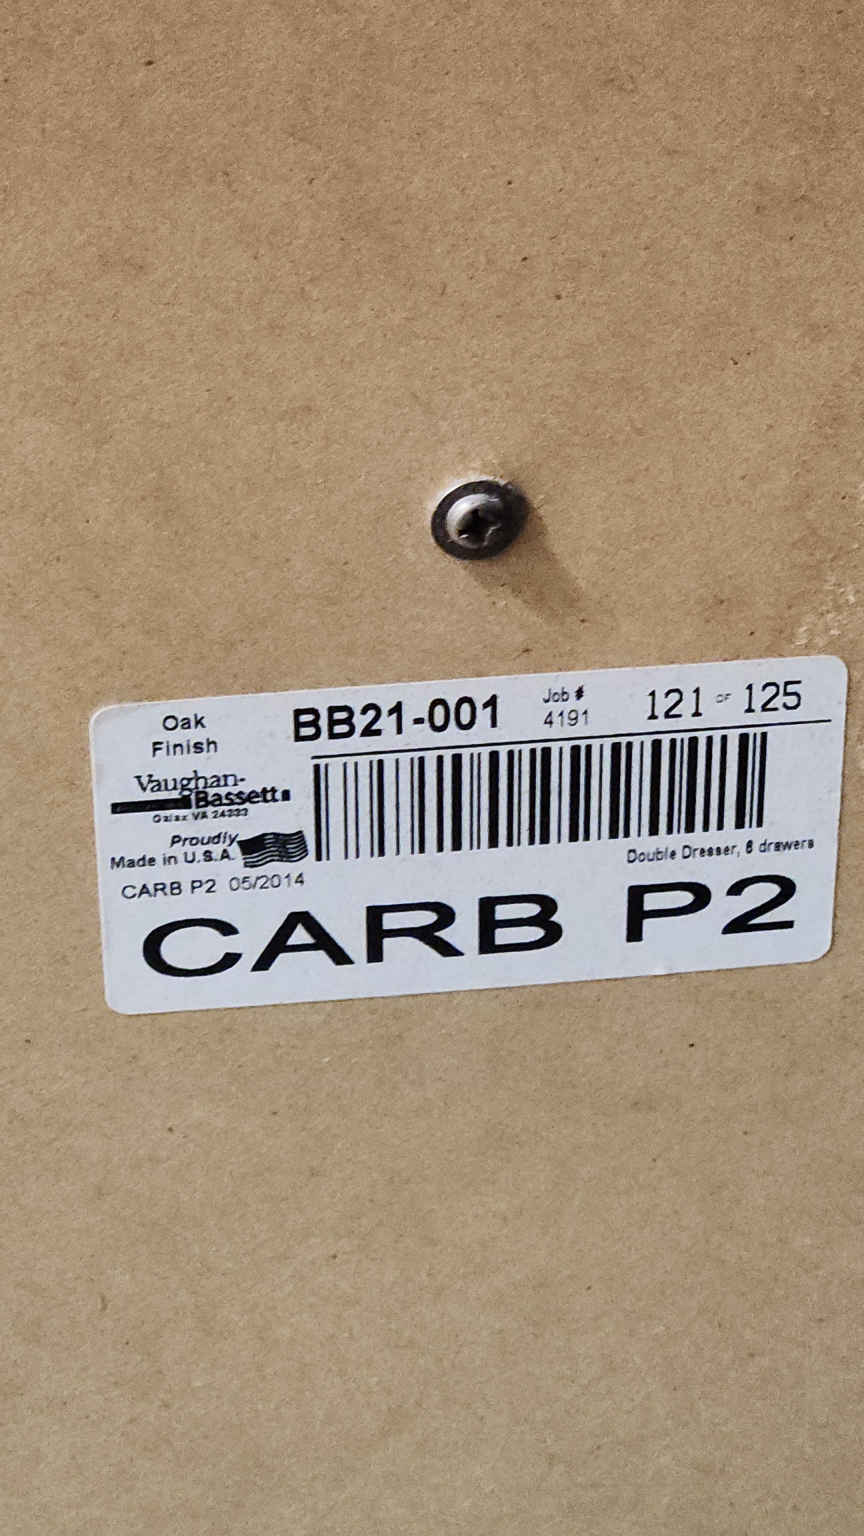 Oak
Finish
BB21-001
Job #
4191
121 OF 125
Vaughan-
Bassett
Galax VA 24333
Proudly
Made in U.S.A.
Double Dresser, 6 drawers
CARB P2 05/2014
CARB P2